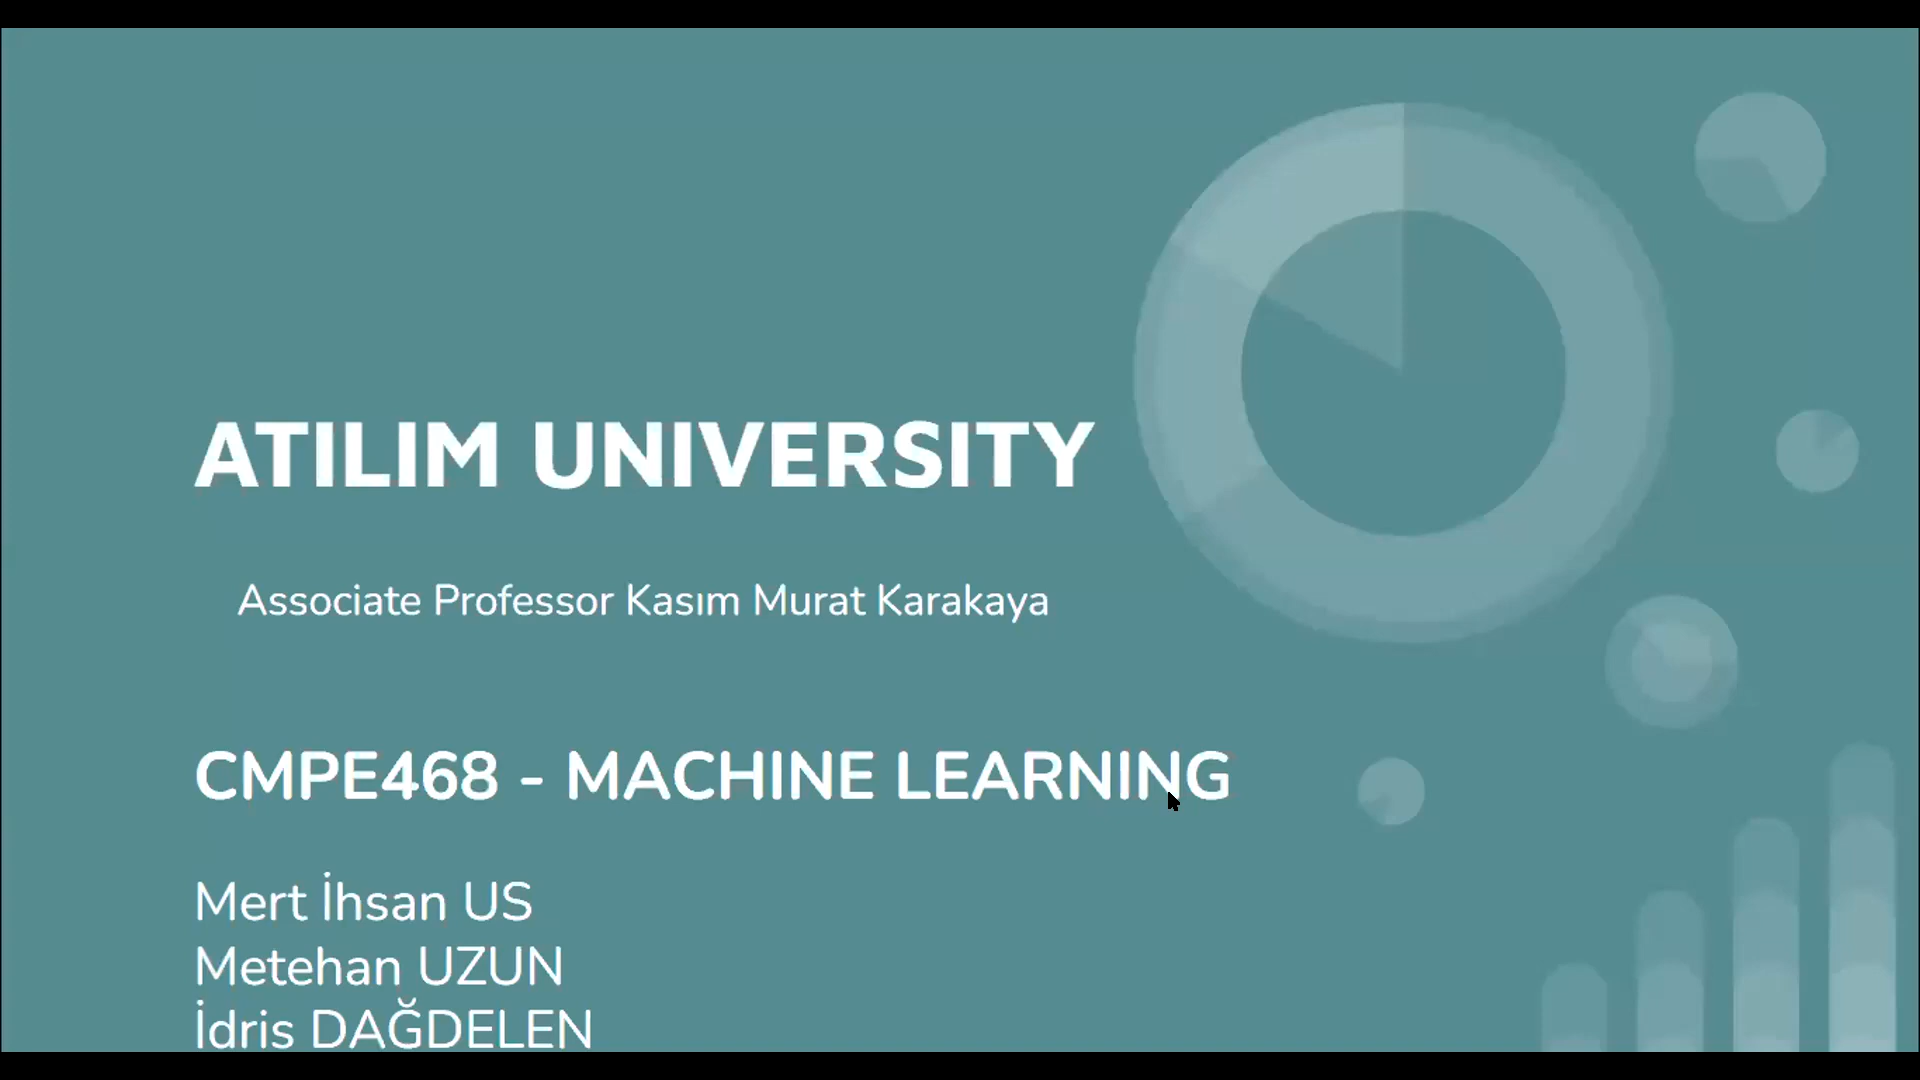 ATILIM UNIVERSITY
Associate Professor Kasım Murat Karakaya
CMPE468 - MACHINE LEARNING
Mert İhsan US
Metehan UZUN
İdris DAĞDELEN